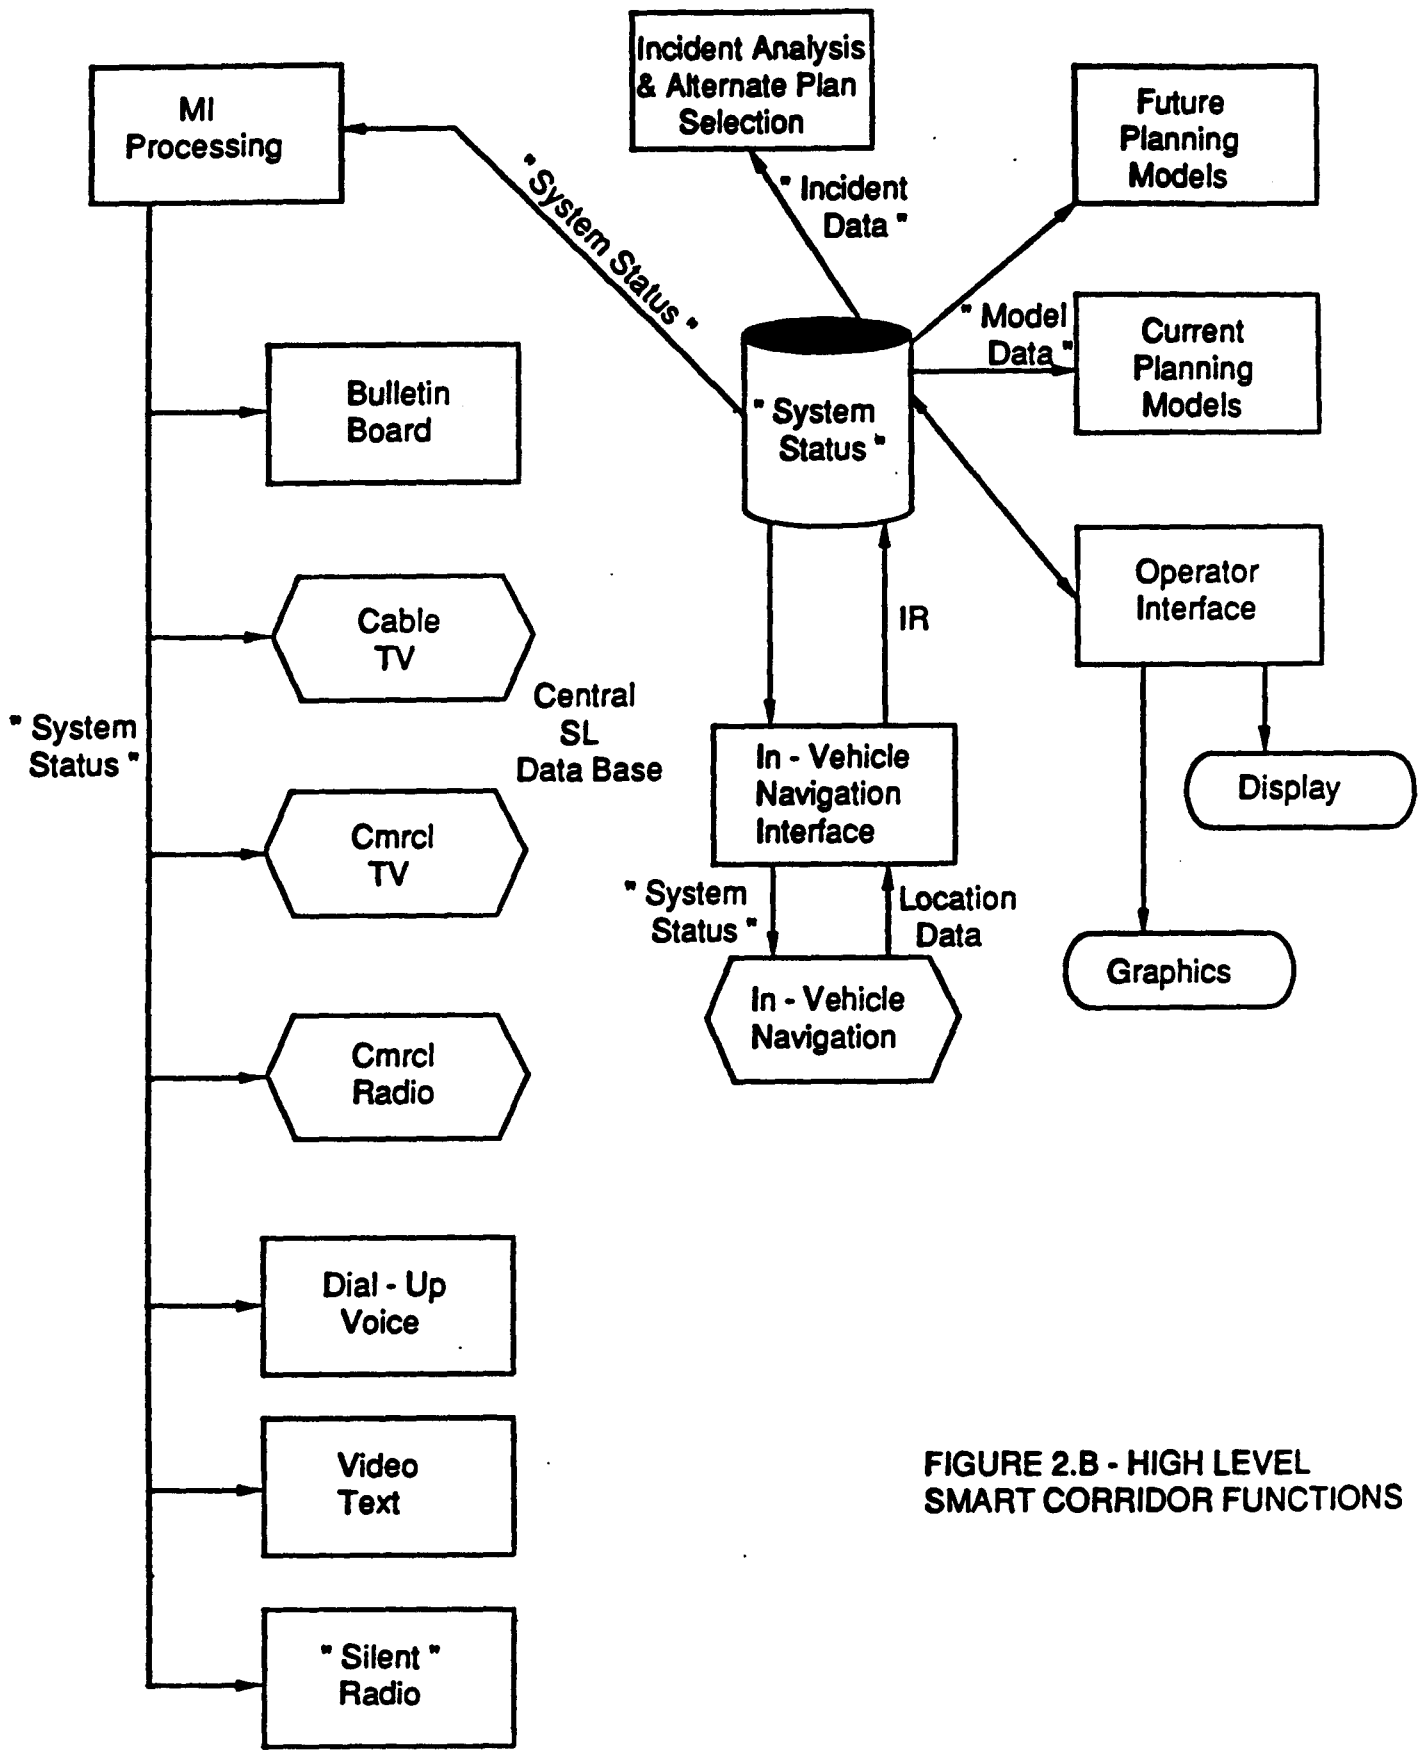 MI
Processing
Incident Analysis
& Alternate Plan
Selection
Future
Planning
Models
" System Status "
" Incident
Data "
" Model
Data "
Current
Planning
Models
Bulletin
Board
" System
Status "
Operator
Interface
Cable
TV
IR
Central
SL
Data Base
" System
Status "
In - Vehicle
Navigation
Interface
Display
Cmrcl
TV
" System
Status "
Location
Data
Graphics
In - Vehicle
Navigation
Cmrcl
Radio
Dial - Up
Voice
Video
Text
FIGURE 2.B - HIGH LEVEL
SMART CORRIDOR FUNCTIONS
" Silent "
Radio